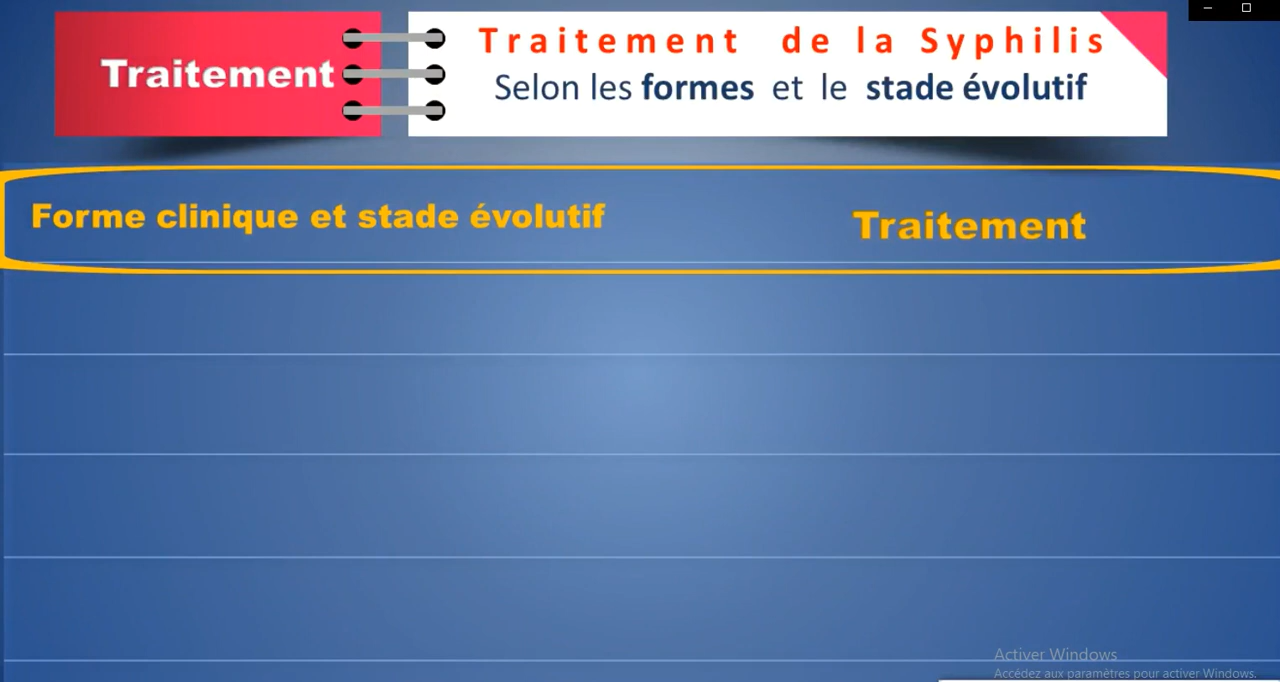 Traitement
Traitement de la Syphilis
Selon les formes et le stade évolutif
Forme clinique et stade évolutif
Traitement
Activer Windows
Accédez aux paramètres pour activer Windows.